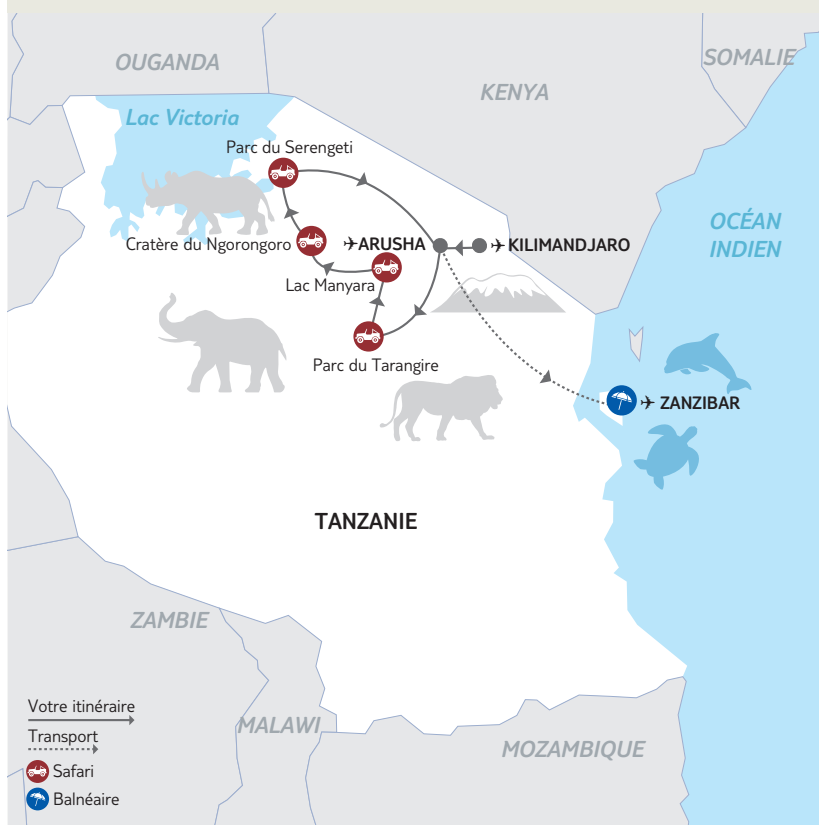 OUGANDA
SOMALIE
KENYA
Lac Victoria
Parc du Serengeti
OCÉAN
INDIEN
Cratère du Ngorongoro
ARUSHA
KILIMANDJARO
Lac Manyara
Parc du Tarangire
ZANZIBAR
TANZANIE
ZAMBIE
Votre itinéraire
MALAWI
Transport
MOZAMBIQUE
Safari
Balnéaire